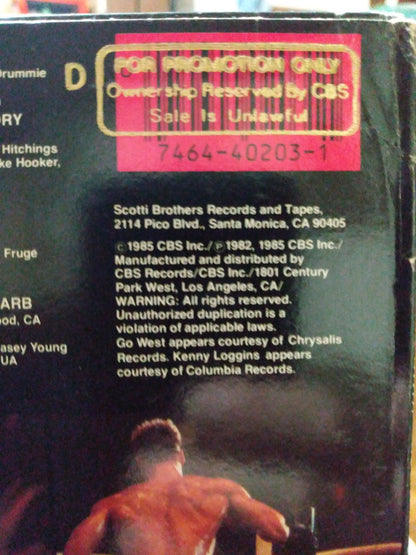 Drummie
D
FOR PROMOTION ONLY
Ownership Reserved by CBS
Sale Is Unlawful
7464-40203-1
ORY
Hitchings
ke Hooker,
Frugé
ARB
ood, CA
asey Young
UA
Scotti Brothers Records and Tapes,
2114 Pico Blvd., Santa Monica, CA 90405
© 1985 CBS Inc./℗ 1982, 1985 CBS Inc./
Manufactured and distributed by
CBS Records/CBS Inc./1801 Century
Park West, Los Angeles, CA/
WARNING: All rights reserved.
Unauthorized duplication is a
violation of applicable laws.
Go West appears courtesy of Chrysalis
Records. Kenny Loggins appears
courtesy of Columbia Records.